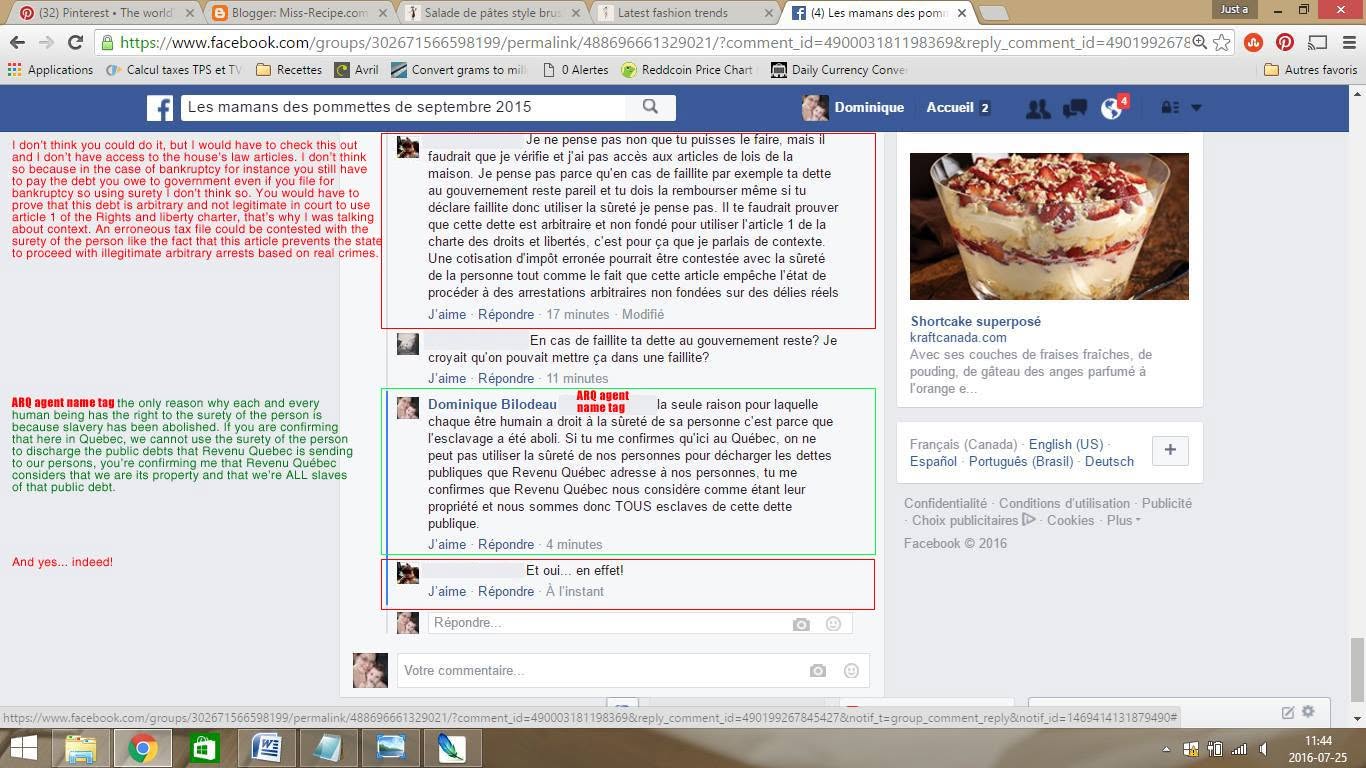 (32) Pinterest • The world'
Blogger: Miss-Recipe.com
Salade de pâtes style brus
Latest fashion trends
(4) Les mamans des pomm
Just a
https://www.facebook.com/groups/302671566598199/permalink/488696661329021/?comment_id=490003181198369&reply_comment_id=4901992678
Applications
Calcul taxes TPS et TV
Recettes
Avril
Convert grams to mill
0 Alertes
Reddcoin Price Chart
Daily Currency Conver
Autres favoris
Les mamans des pommettes de septembre 2015
Dominique
Accueil 2
4
I don't think you could do it, but I would have to check this out
and I don't have access to the house's law articles. I don't think
so because in the case of bankruptcy for instance you still have
to pay the debt you owe to government even if you file for
bankruptcy so using surety I don't think so. You would have to
prove that this debt is arbitrary and not legitimate in court to use
article 1 of the Rights and liberty charter, that's why I was talking
about context. An erroneous tax file could be contested with the
surety of the person like the fact that this article prevents the state
to proceed with illegitimate arbitrary arrests based on real crimes.
Je ne pense pas non que tu puisses le faire, mais il
faudrait que je vérifie et j'ai pas accès aux articles de lois de la
maison. Je pense pas parce qu'en cas de faillite par exemple ta dette
au gouvernement reste pareil et tu dois la rembourser même si tu
déclare faillite donc utiliser la sûreté je pense pas. Il te faudrait prouver
que cette dette est arbitraire et non fondé pour utiliser l'article 1 de la
charte des droits et libertés, c'est pour ça que je parlais de contexte.
Une cotisation d'impôt erronée pourrait être contestée avec la sûreté
de la personne tout comme le fait que cette article empêche l'état de
procéder à des arrestations arbitraires non fondées sur des délies réels
J'aime · Répondre · 17 minutes · Modifié
En cas de faillite ta dette au gouvernement reste? Je
croyait qu'on pouvait mettre ça dans une faillite?
J'aime · Répondre · 11 minutes
ARQ agent name tag the only reason why each and every
human being has the right to the surety of the person is
because slavery has been abolished. If you are confirming
that here in Quebec, we cannot use the surety of the person
to discharge the public debts that Revenu Quebec is sending
to our persons, you're confirming me that Revenu Québec
considers that we are its property and that we're ALL slaves
of that public debt.
ARQ agent
name tag
Dominique Bilodeau la seule raison pour laquelle
chaque être humain a droit à la sûreté de sa personne c'est parce que
l'esclavage a été aboli. Si tu me confirmes qu'ici au Québec, on ne
peut pas utiliser la sûreté de nos personnes pour décharger les dettes
publiques que Revenu Québec adresse à nos personnes, tu me
confirmes que Revenu Québec nous considère comme étant leur
propriété et nous sommes donc TOUS esclaves de cette dette
publique.
J'aime · Répondre · 4 minutes
And yes... indeed!
Et oui... en effet!
J'aime · Répondre · À l'instant
Répondre...
Votre commentaire...
Shortcake superposé
kraftcanada.com
Avec ses couches de fraises fraîches, de
pouding, de gâteau des anges parfumé à
l'orange e...
Français (Canada) · English (US) ·
Español · Português (Brasil) · Deutsch
Confidentialité · Conditions d'utilisation · Publicité
· Choix publicitaires · Cookies · Plus
Facebook © 2016
https://www.facebook.com/groups/302671566598199/permalink/488696661329021/?comment_id=490003181198369&reply_comment_id=490199267845427&notif_t=group_comment_reply&notif_id=1469414131879490#
11:44
2016-07-25